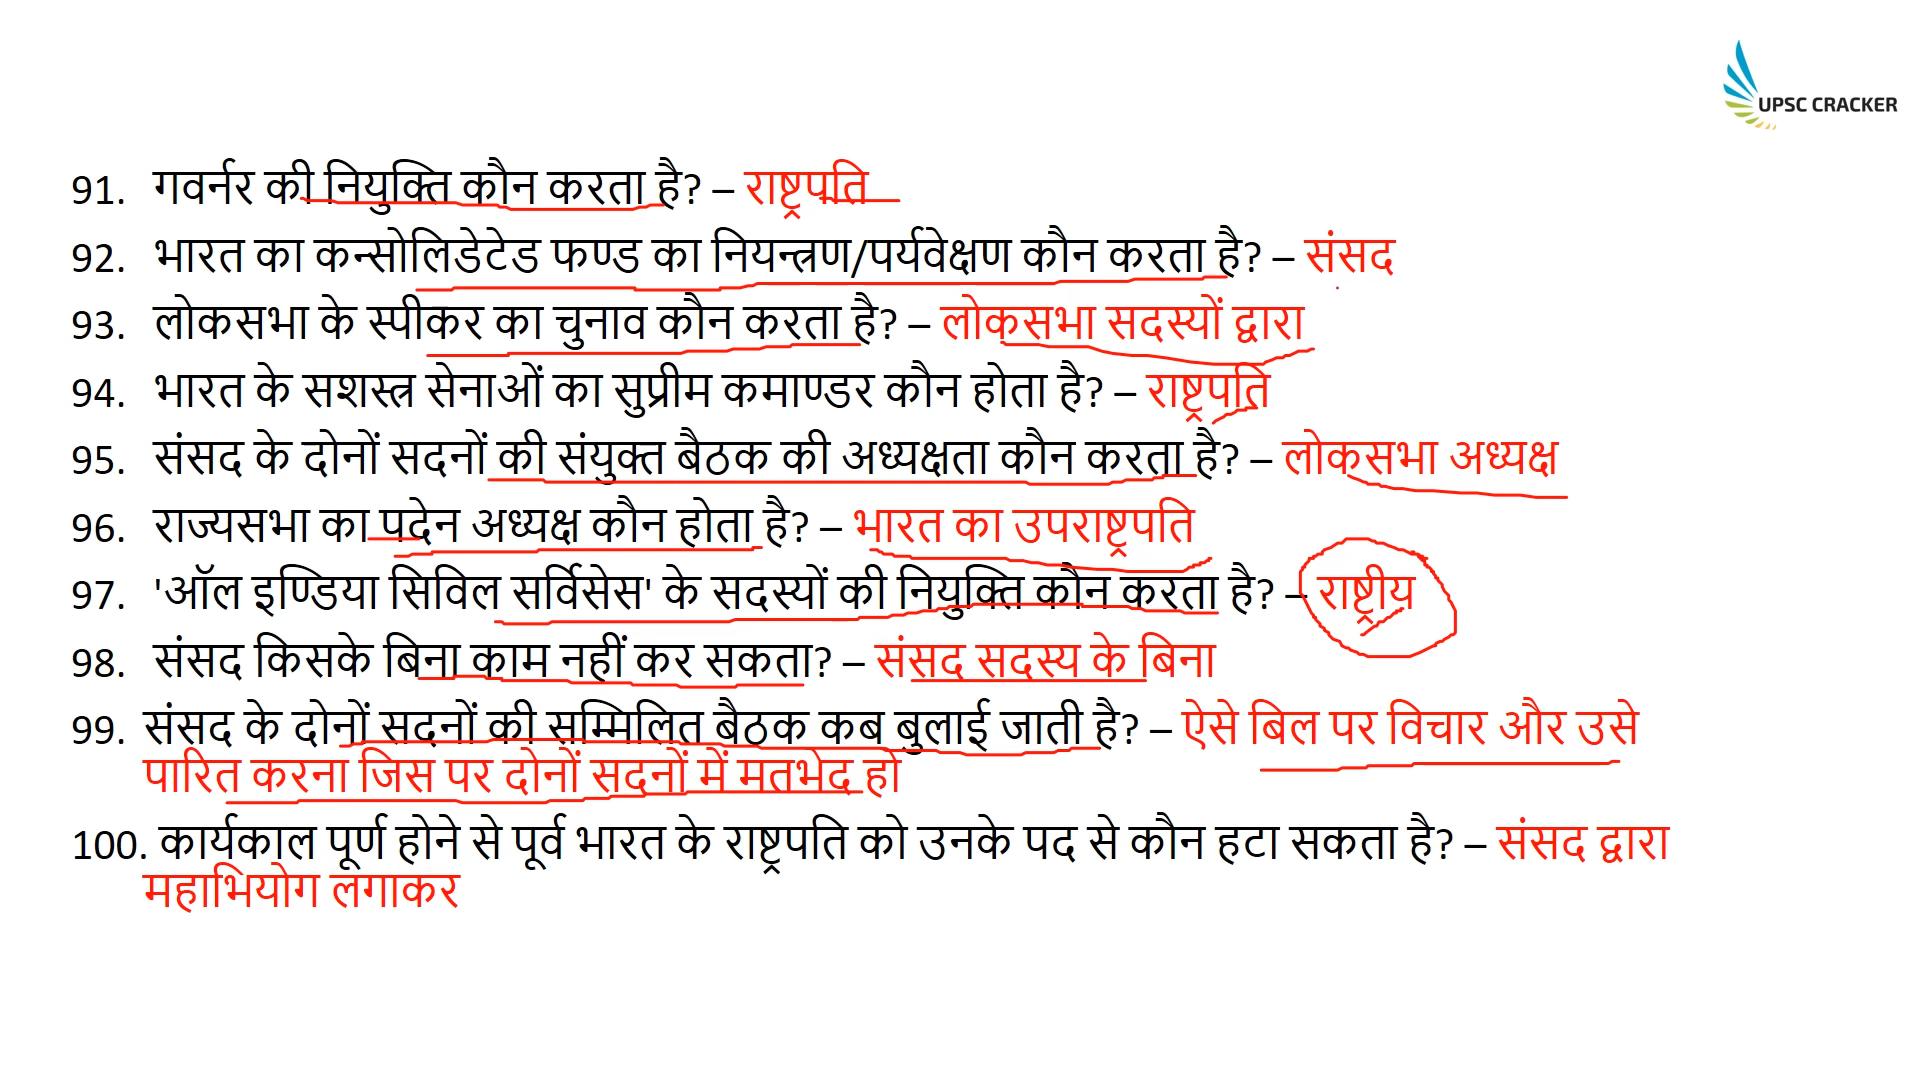 UPSC CRACKER
91. गवर्नर की नियुक्ति कौन करता है? – राष्ट्रपति
92. भारत का कन्सोलिडेटेड फण्ड का नियन्त्रण/पर्यवेक्षण कौन करता है? – संसद
93. लोकसभा के स्पीकर का चुनाव कौन करता है? – लोकसभा सदस्यों द्वारा
94. भारत के सशस्त्र सेनाओं का सुप्रीम कमाण्डर कौन होता है? – राष्ट्रपति
95. संसद के दोनों सदनों की संयुक्त बैठक की अध्यक्षता कौन करता है? – लोकसभा अध्यक्ष
96. राज्यसभा का पदेन अध्यक्ष कौन होता है? – भारत का उपराष्ट्रपति
97. 'ऑल इण्डिया सिविल सर्विसेस' के सदस्यों की नियुक्ति कौन करता है? – राष्ट्रीय
98. संसद किसके बिना काम नहीं कर सकता? – संसद सदस्य के बिना
99. संसद के दोनों सदनों की सम्मिलित बैठक कब बुलाई जाती है? – ऐसे बिल पर विचार और उसे
पारित करना जिस पर दोनों सदनों में मतभेद हो
100. कार्यकाल पूर्ण होने से पूर्व भारत के राष्ट्रपति को उनके पद से कौन हटा सकता है? – संसद द्वारा
महाभियोग लगाकर